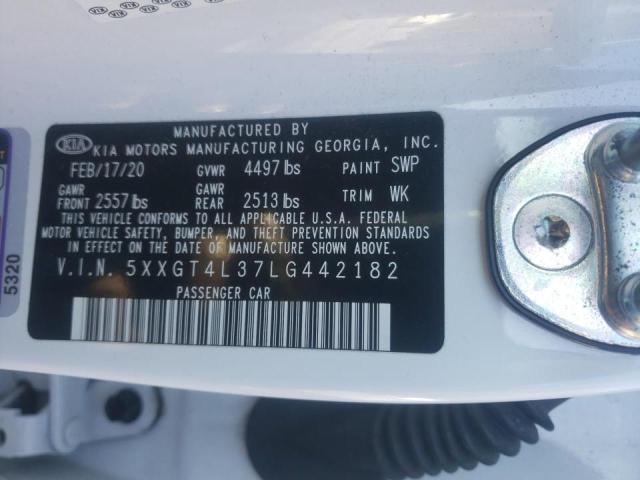 MANUFACTURED BY
KIA KIA MOTORS MANUFACTURING GEORGIA, INC.
FEB/17/20 GVWR 4497 lbs PAINT SWP
GAWR GAWR
FRONT 2557 lbs REAR 2513 lbs TRIM WK
THIS VEHICLE CONFORMS TO ALL APPLICABLE U.S.A. FEDERAL
MOTOR VEHICLE SAFETY, BUMPER, AND THEFT PREVENTION STANDARDS
IN EFFECT ON THE DATE OF MANUFACTURE SHOWN ABOVE.
V.I.N. 5XXGT4L37LG442182
PASSENGER CAR
5320